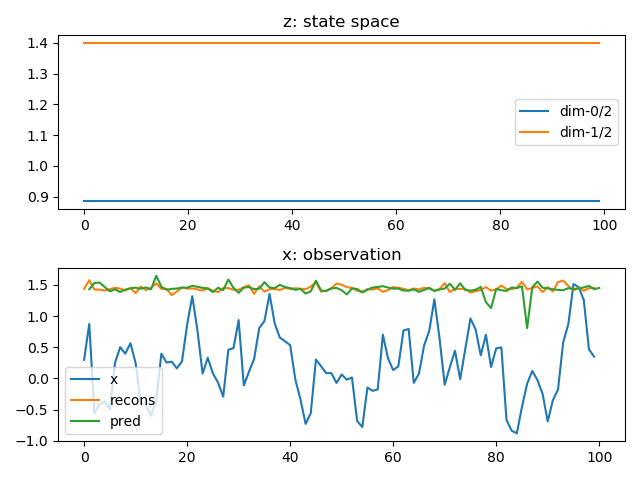 z: state space
1.4
1.3
1.2
1.1
1.0
0.9
dim-0/2
dim-1/2
0 20 40 60 80 100
x: observation
1.5
1.0
0.5
0.0
−0.5
−1.0
x
recons
pred
0 20 40 60 80 100